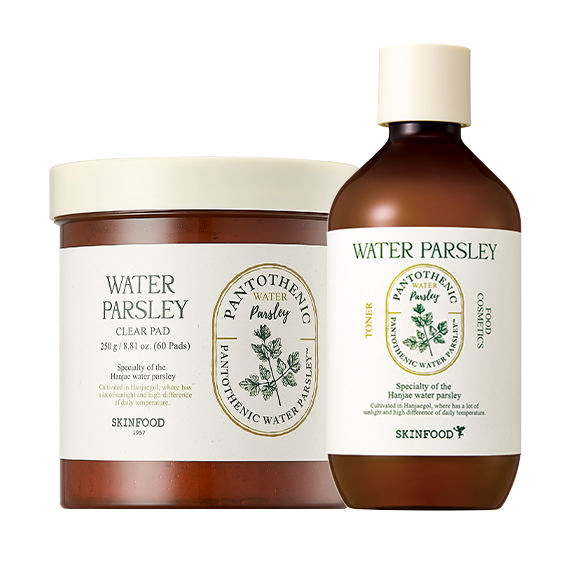 WATER
PARSLEY
CLEAR PAD
250 g / 8.81 oz. (60 Pads)
Specialty of the
Hanjae water parsley
Cultivated in Hanjaegol, where has
a lot of sunlight and high difference
of daily temperature.
SKINFOOD
1957
PANTOTHENIC
WATER
Parsley
PANTOTHENIC WATER PARSLEY™
WATER PARSLEY
TONER
PANTOTHENIC
WATER
Parsley
PANTOTHENIC WATER PARSLEY™
FOOD
COSMETICS
Specialty of the
Hanjae water parsley
Cultivated in Hanjaegol, where has a lot of
sunlight and high difference of daily temperature.
SKINFOOD